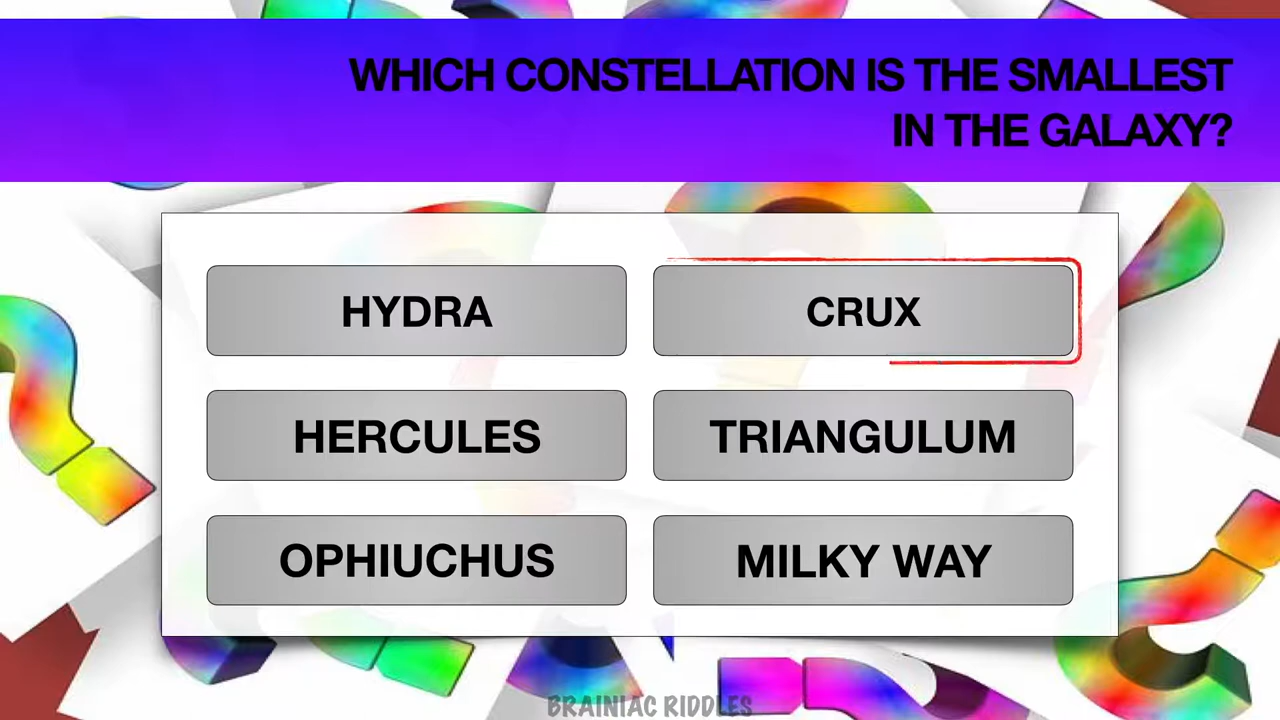 WHICH CONSTELLATION IS THE SMALLEST
IN THE GALAXY?
HYDRA
CRUX
HERCULES
TRIANGULUM
OPHIUCHUS
MILKY WAY
BRAINIAC RIDDLES